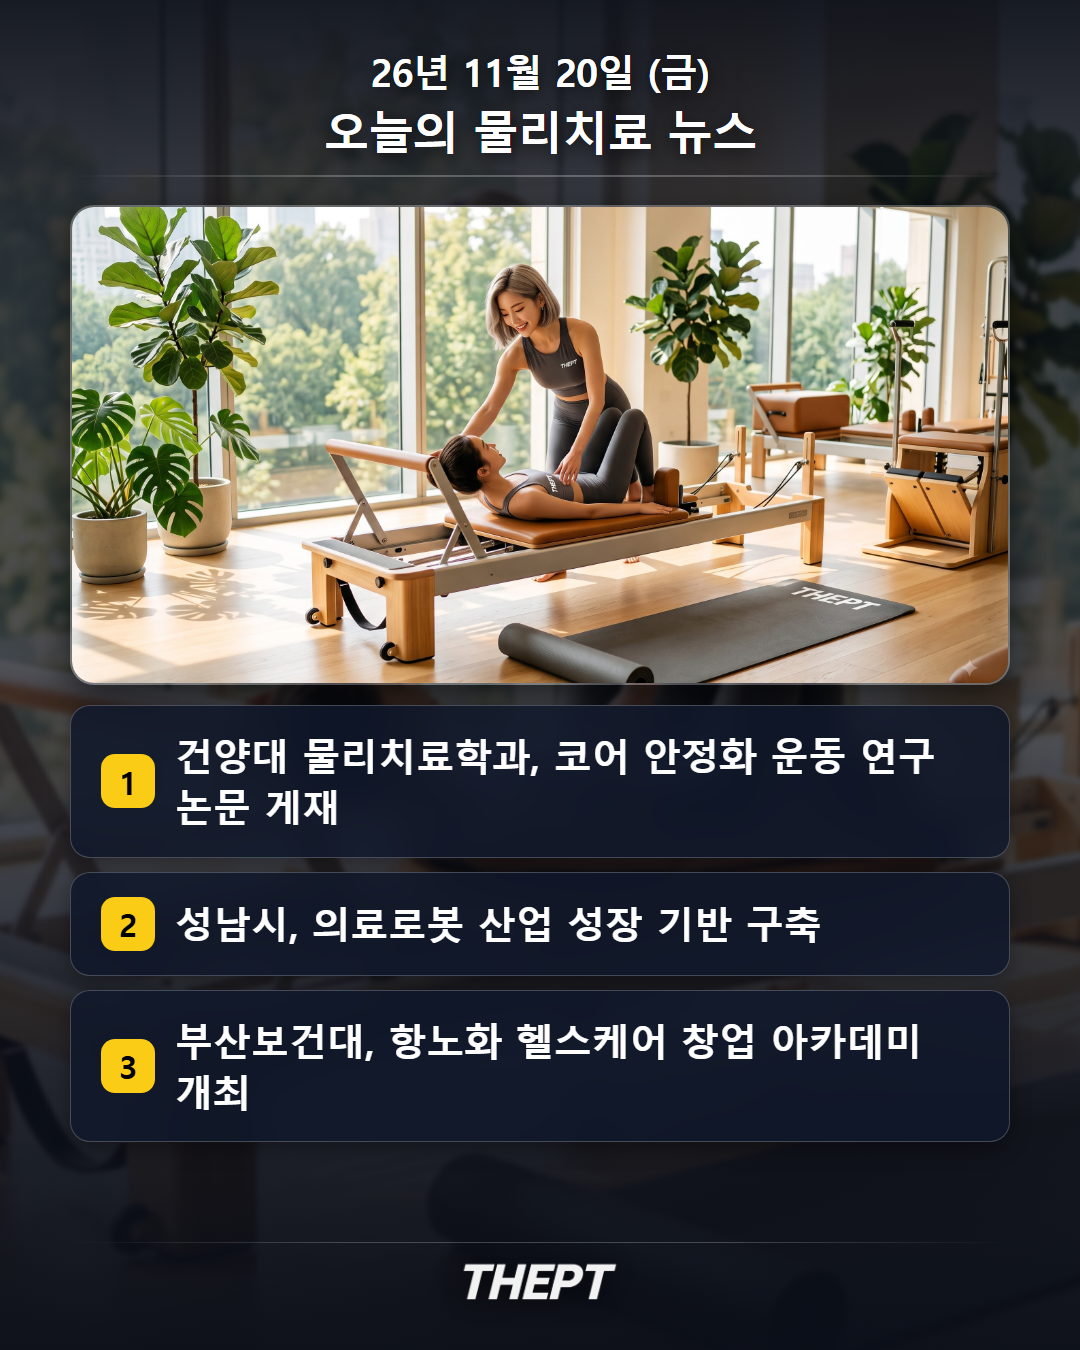 26년 11월 20일 (금)
오늘의 물리치료 뉴스
THEPT
THEPT
THEPT
1
건양대 물리치료학과, 코어 안정화 운동 연구
논문 게재
2
성남시, 의료로봇 산업 성장 기반 구축
3
부산보건대, 항노화 헬스케어 창업 아카데미
개최
THEPT